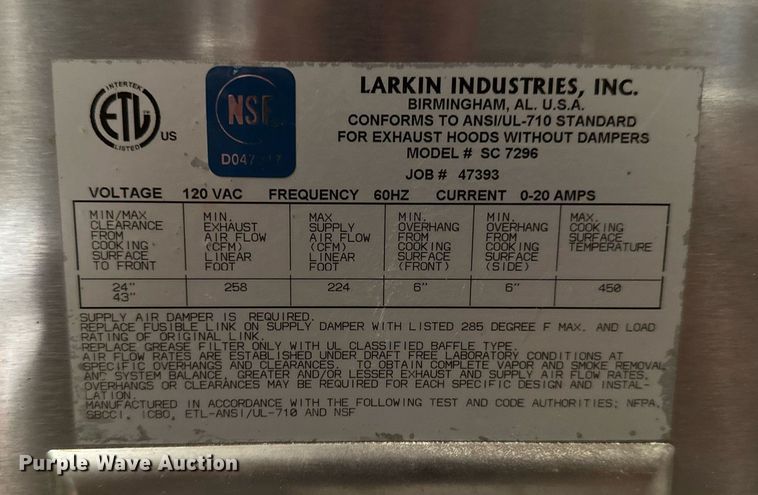 INTERTEK
ETL
LISTED
US
NSF
LARKIN INDUSTRIES, INC.
BIRMINGHAM, AL. U.S.A.
CONFORMS TO ANSI/UL-710 STANDARD
FOR EXHAUST HOODS WITHOUT DAMPERS
MODEL # SC 7296
JOB # 47393
VOLTAGE 120 VAC FREQUENCY 60HZ CURRENT 0-20 AMPS
MIN/MAX CLEARANCE FROM COOKING SURFACE TO FRONT
MIN. EXHAUST AIR FLOW (CFM) LINEAR FOOT
MAX SUPPLY AIR FLOW (CFM) LINEAR FOOT
MIN. OVERHANG FROM COOKING SURFACE (FRONT)
MIN. OVERHANG FROM COOKING SURFACE (SIDE)
MAX. COOKING SURFACE TEMPERATURE
24" 258 224 6" 6" 450
43"
SUPPLY AIR DAMPER IS REQUIRED.
REPLACE FUSIBLE LINK ON SUPPLY DAMPER WITH LISTED 285 DEGREE F MAX. AND LOAD
RATING OF ORIGINAL LINK.
REPLACE GREASE FILTER ONLY WITH UL CLASSIFIED BAFFLE TYPE.
AIR FLOW RATES ARE ESTABLISHED UNDER DRAFT FREE LABORATORY CONDITIONS AT
SPECIFIC OVERHANGS AND CLEARANCES. TO OBTAIN COMPLETE VAPOR AND SMOKE REMOVAL
AND SYSTEM BALANCE. GREATER AND/OR LESSER EXHAUST AND SUPPLY AIR FLOW RATES,
OVERHANGS OR CLEARANCES MAY BE REQUIRED FOR EACH SPECIFIC DESIGN AND INSTAL-
LATION.
MANUFACTURED IN ACCORDANCE WITH THE FOLLOWING TEST AND CODE AUTHORITIES; NFPA,
SBCCI, ICBO, ETL-ANSI/UL-710 AND NSF
Purple Wave Auction